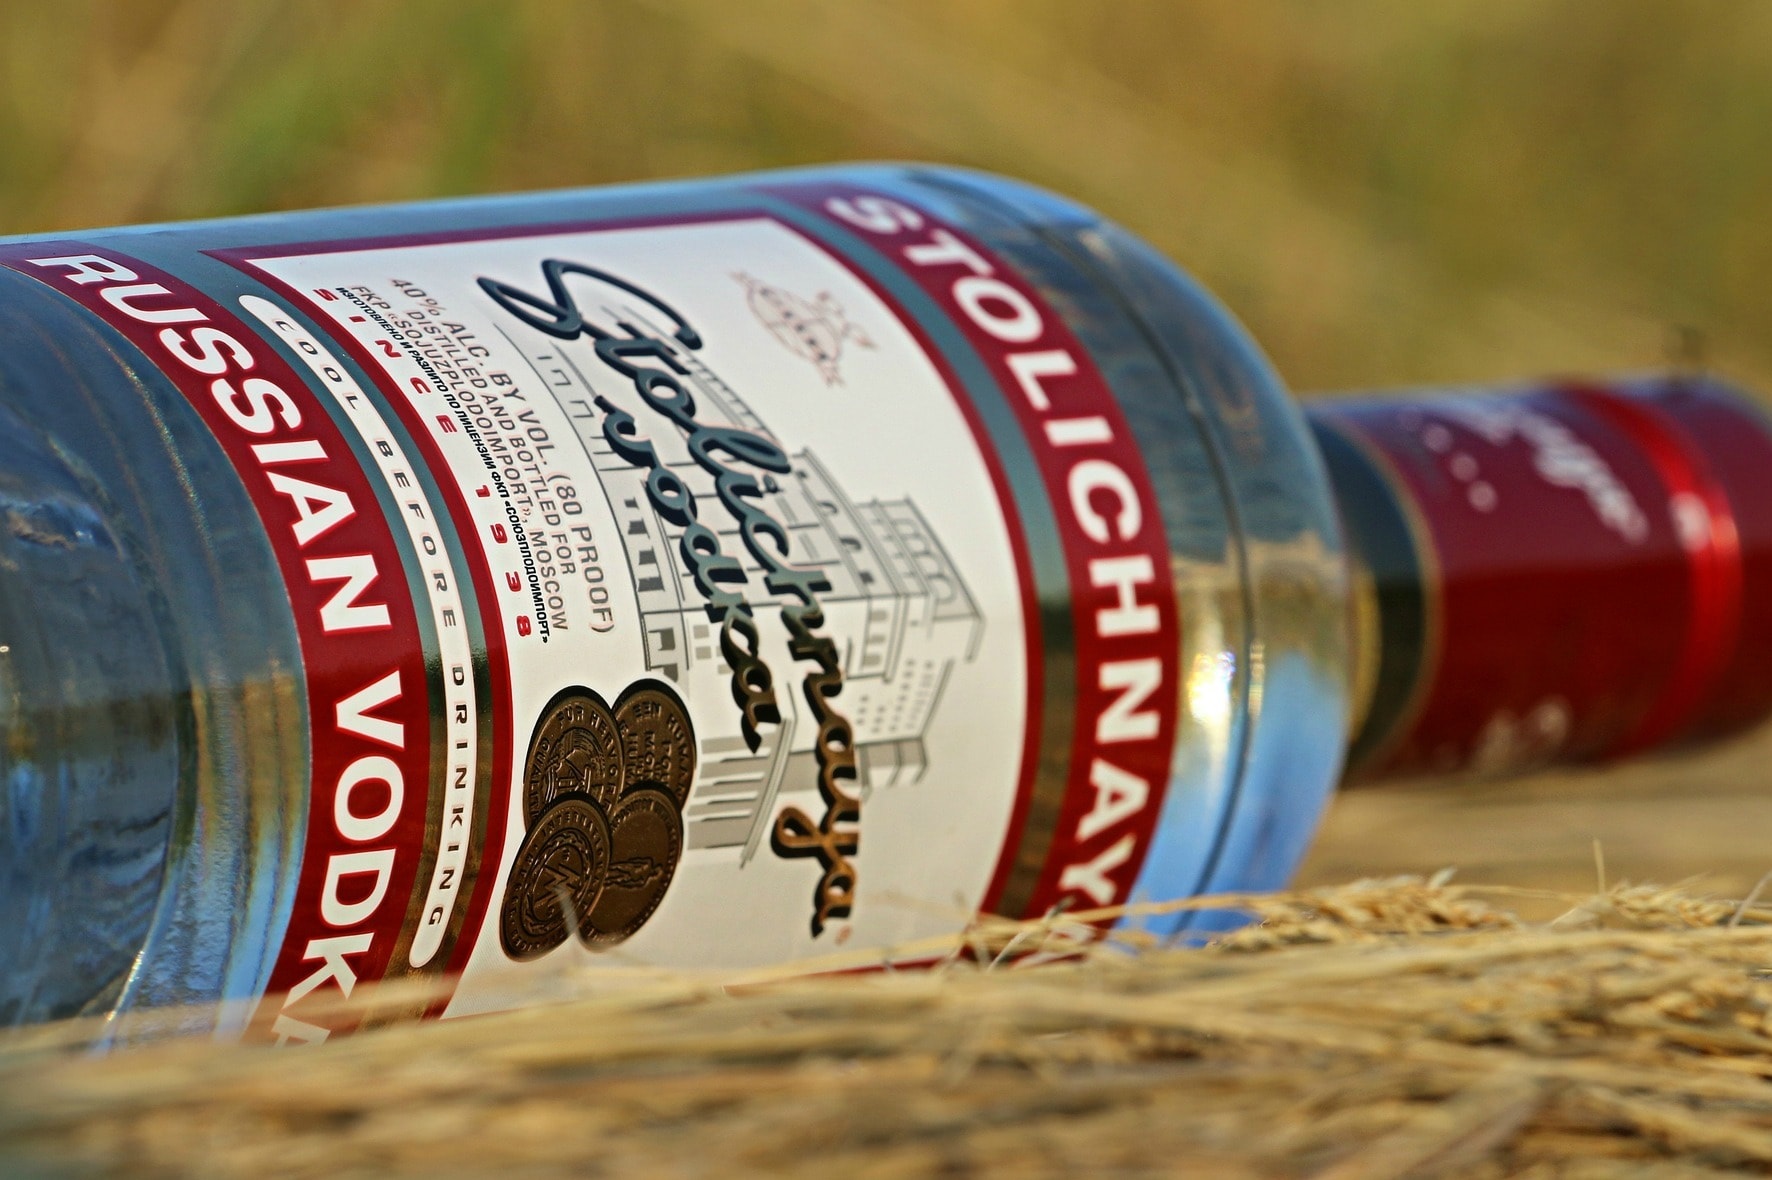 STOLICHNAYA
Stolichnaya
vodka
40% ALC. BY VOL. (80 PROOF)
DISTILLED AND BOTTLED FOR
FKP «SOJUZPLODOIMPORT», MOSCOW
ИЗГОТОВЛЕНО И РАЗЛИТО ПО ЛИЦЕНЗИИ ФКП «СОЮЗПЛОДОИМПОРТ»
SINCE 1938
COOL BEFORE DRINKING
RUSSIAN VODKA